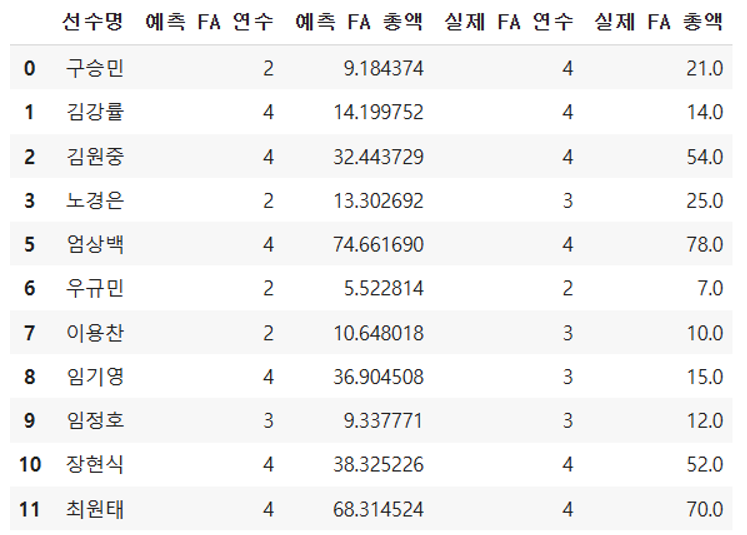 선수명 예측 FA 연수 예측 FA 총액 실제 FA 연수 실제 FA 총액
0 구승민 2 9.184374 4 21.0
1 김강률 4 14.199752 4 14.0
2 김원중 4 32.443729 4 54.0
3 노경은 2 13.302692 3 25.0
5 엄상백 4 74.661690 4 78.0
6 우규민 2 5.522814 2 7.0
7 이용찬 2 10.648018 3 10.0
8 임기영 4 36.904508 3 15.0
9 임정호 3 9.337771 3 12.0
10 장현식 4 38.325226 4 52.0
11 최원태 4 68.314524 4 70.0